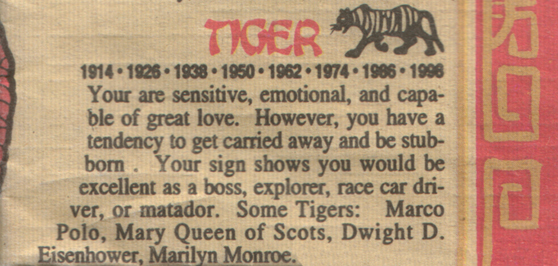 TIGER
1914 • 1926 • 1938 • 1950 • 1962 • 1974 • 1986 • 1998
Your are sensitive, emotional, and capa-
ble of great love. However, you have a
tendency to get carried away and be stub-
born . Your sign shows you would be
excellent as a boss, explorer, race car dri-
ver, or matador. Some Tigers: Marco
Polo, Mary Queen of Scots, Dwight D.
Eisenhower, Marilyn Monroe.